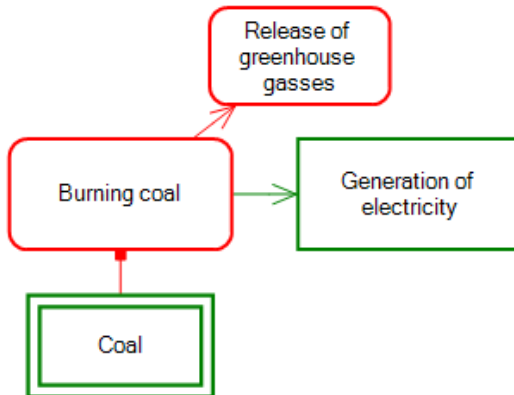 Release of
greenhouse
gasses
Burning coal
Generation of
electricity
Coal